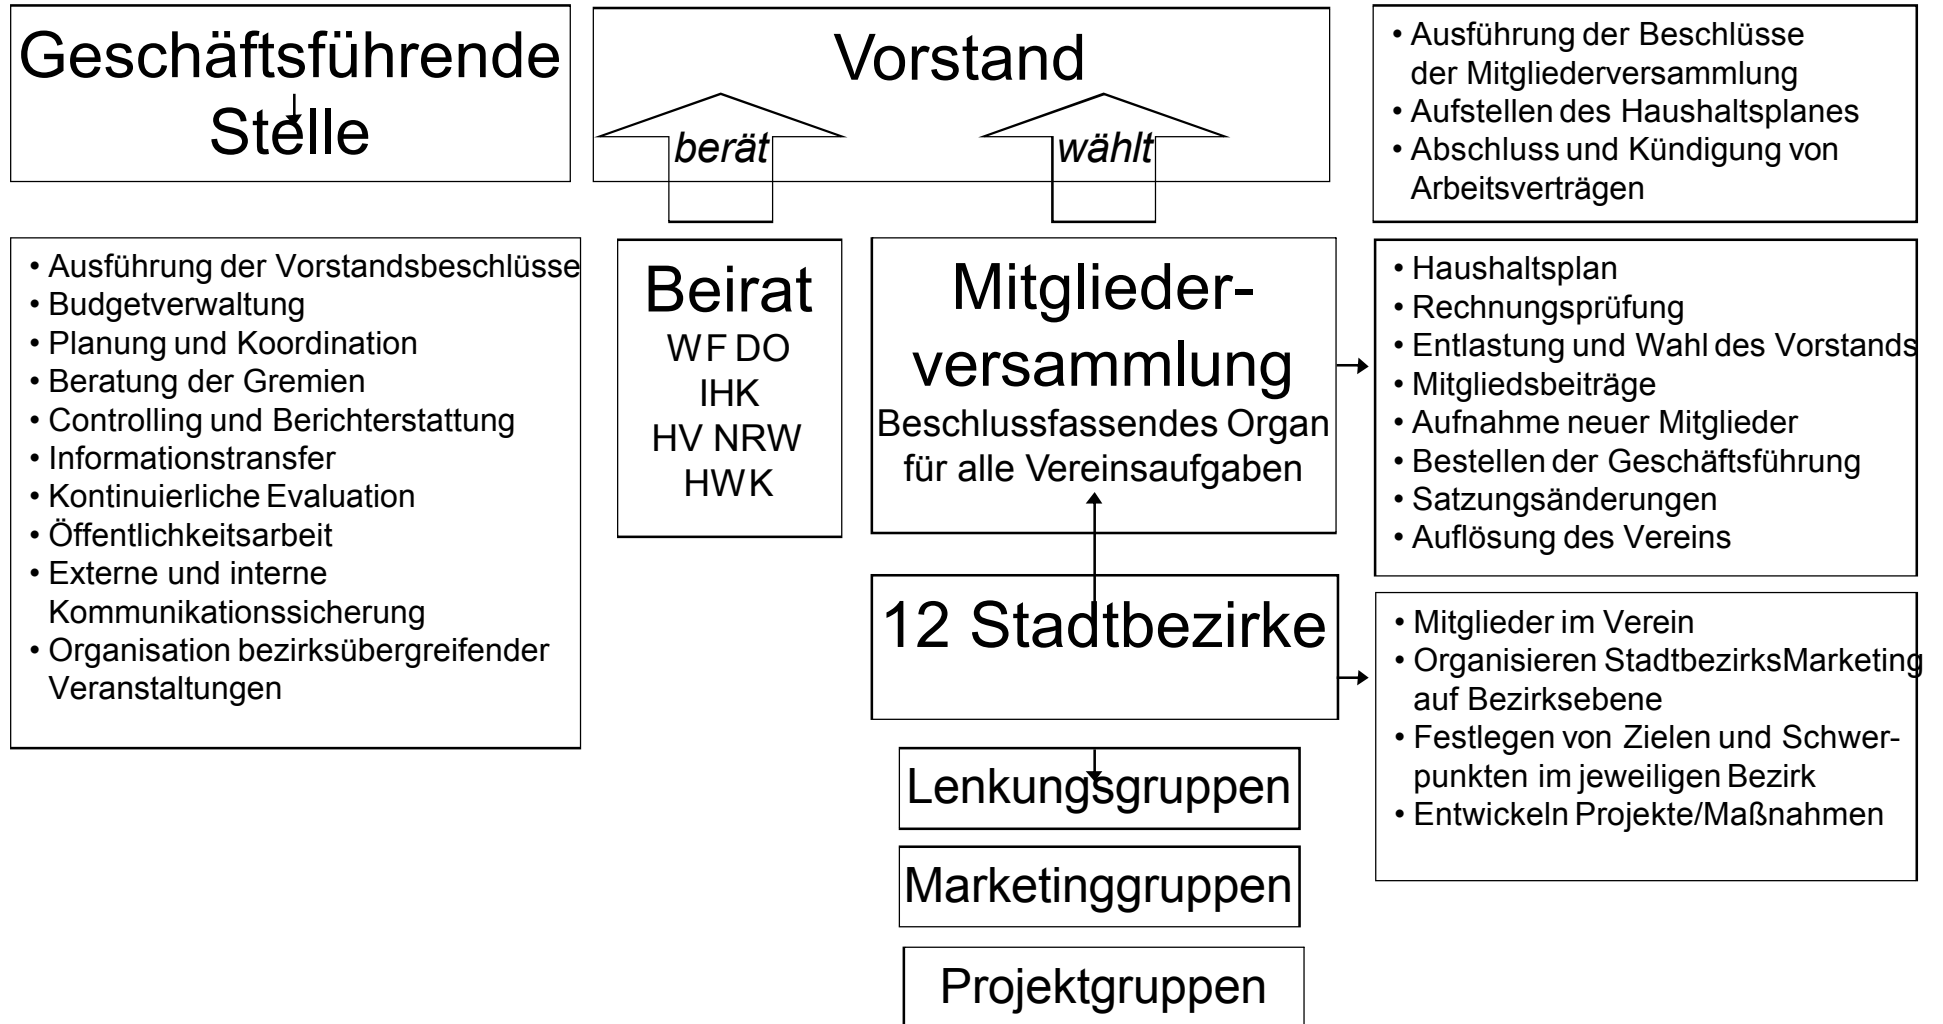 Geschäftsführende
Stelle
Vorstand
berät
wählt
• Ausführung der Beschlüsse
der Mitgliederversammlung
• Aufstellen des Haushaltsplanes
• Abschluss und Kündigung von
Arbeitsverträgen
• Ausführung der Vorstandsbeschlüsse
• Budgetverwaltung
• Planung und Koordination
• Beratung der Gremien
• Controlling und Berichterstattung
• Informationstransfer
• Kontinuierliche Evaluation
• Öffentlichkeitsarbeit
• Externe und interne
Kommunikationssicherung
• Organisation bezirksübergreifender
Veranstaltungen
Beirat
WF DO
IHK
HV NRW
HWK
Mitglieder-
versammlung
Beschlussfassendes Organ
für alle Vereinsaufgaben
• Haushaltsplan
• Rechnungsprüfung
• Entlastung und Wahl des Vorstands
• Mitgliedsbeiträge
• Aufnahme neuer Mitglieder
• Bestellen der Geschäftsführung
• Satzungsänderungen
• Auflösung des Vereins
12 Stadtbezirke
• Mitglieder im Verein
• Organisieren StadtbezirksMarketing
auf Bezirksebene
• Festlegen von Zielen und Schwer-
punkten im jeweiligen Bezirk
• Entwickeln Projekte/Maßnahmen
Lenkungsgruppen
Marketinggruppen
Projektgruppen